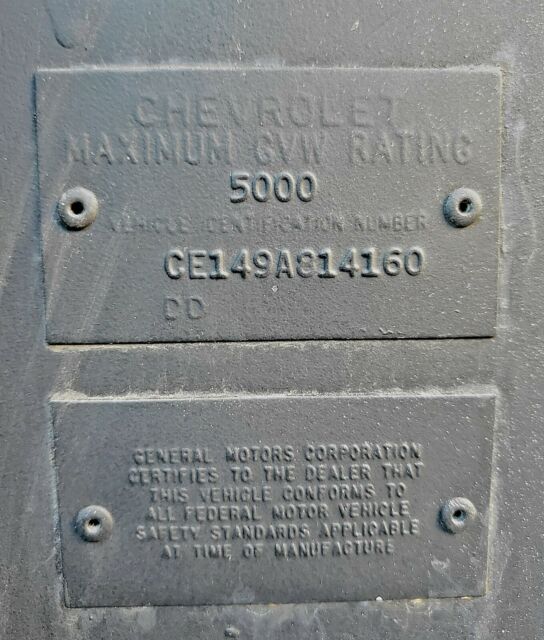 CHEVROLET
MAXIMUM GVW RATING
5000
VEHICLE IDENTIFICATION NUMBER
CE149A814160
DD
GENERAL MOTORS CORPORATION
CERTIFIES TO THE DEALER THAT
THIS VEHICLE CONFORMS TO
ALL FEDERAL MOTOR VEHICLE
SAFETY STANDARDS APPLICABLE
AT TIME OF MANUFACTURE